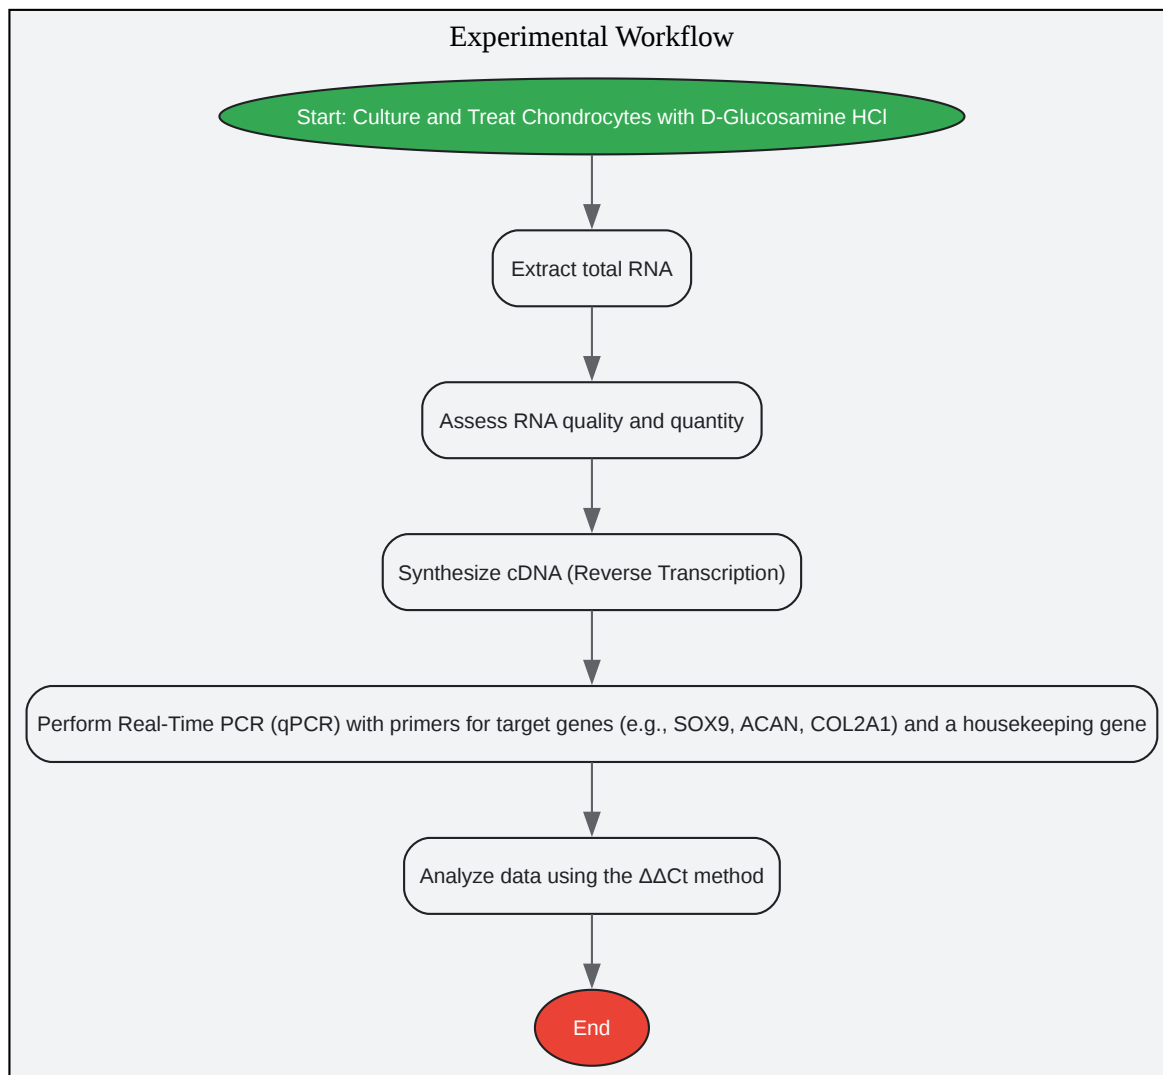 Experimental Workflow
Start: Culture and Treat Chondrocytes with D-Glucosamine HCl
Extract total RNA
Assess RNA quality and quantity
Synthesize cDNA (Reverse Transcription)
Perform Real-Time PCR (qPCR) with primers for target genes (e.g., SOX9, ACAN, COL2A1) and a housekeeping gene
Analyze data using the ΔΔCt method
End